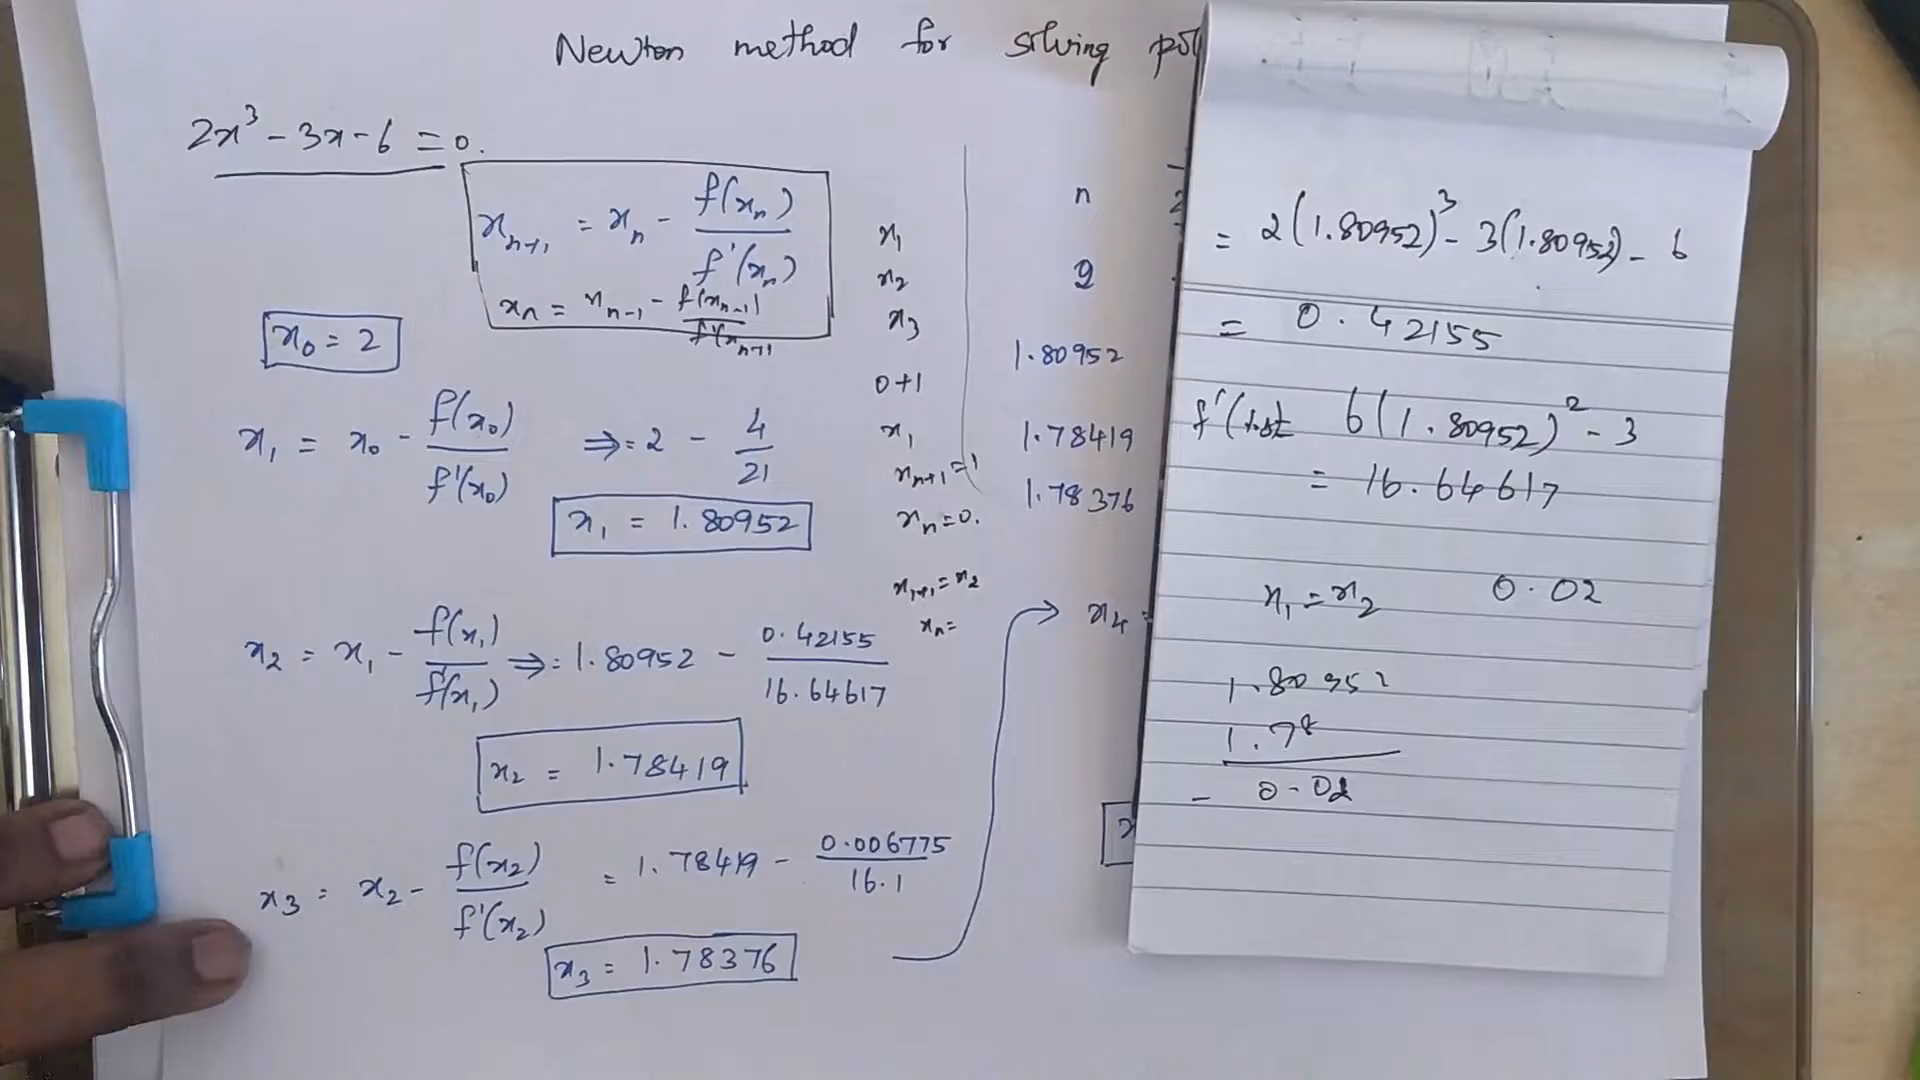 Newton method for solving
2x³ - 3x - 6 = 0.
xₙ₊₁ = xₙ - f(xₙ) / f'(xₙ)
xₙ = xₙ₋₁ - f(xₙ₋₁) / f'(xₙ₊₁
x₀ = 2
x₁ = x₀ - f(x₀) / f'(x₀) ⇒ = 2 - 4 / 21
x₁ = 1.80952
x₂ = x₁ - f(x₁) / f'(x₁) ⇒ = 1.80952 - 0.42155 / 16.64617
x₂ = 1.78419
x₃ = x₂ - f(x₂) / f'(x₂) = 1.78419 - 0.006775 / 16.1
x₃ = 1.78376
x₁
x₂
x₃
0+1
x₁
xₙ₊₁ = 1
xₙ = 0.
x₁₊₁ = x₂
xₙ =
n
2
1.80952
1.78419
1.78376
x₄ =
= 2(1.80952)³ - 3(1.80952) - 6
= 0.42155
6(1.80952)² - 3
= 16.64617
x₁ = x₂ 0.02
1.80952
1.78
- 0.02